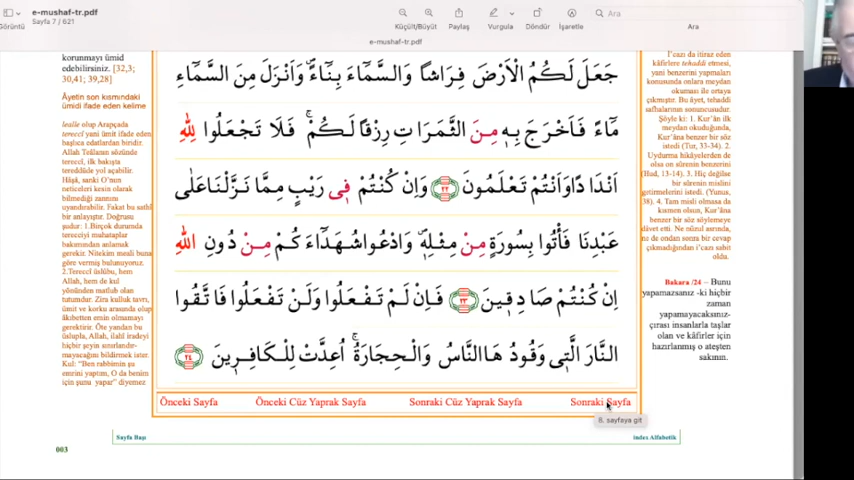 e-mushaf-tr.pdf
Sayfa 7 / 621
Görüntü
Küçült/Büyüt
Paylaş
Vurgula
Döndür
İşaretle
Ara
Ara
e-mushaf-tr.pdf
korunmayı ümid
edebilirsiniz. [32,3;
30,41; 39,28]
Âyetin son kısmındaki
ümidi ifade eden kelime
lealle olup Arapçada
tereccî yani ümit ifade eden
başlıca edatlardan biridir.
Allah Teâlanın sözünde
tereccî, ilk bakışta
tereddüde yol açabilir.
Hâşâ, sanki O'nun
neticeleri kesin olarak
bilmediği zannını
uyandırabilir. Fakat bu sathî
bir anlayıştır. Doğrusu
şudur: 1.Birçok durumda
tereccîyi muhataplar
bakımından anlamak
gerekir. Nitekim meali buna
göre vermiş bulunuyoruz.
2.Tereccî üslûbu, hem
Allah, hem de kul
yönünden matlub olan
tutumdur. Zira kulluk tavrı,
ümit ve korku arasında olup
âkıbetten emin olmamayı
gerektirir. Öte yandan bu
üslupla, Allah, ilahî iradeyi
hiçbir şeyin sınırlandır-
mayacağını bildirmek ister.
Kul: "Ben rabbimin şu
emrini yaptım, O da benim
için şunu yapar" diyemez
جَعَلَ لَكُمُ الْاَرْضَ فِرَاشًا وَالسَّمَٓاءَ بِنَٓاءًۖ وَاَنْزَلَ مِنَ السَّمَٓاءِ
مَٓاءً فَاَخْرَجَ بِه۪ مِنَ الثَّمَرَاتِ رِزْقًا لَكُمْۚ فَلَا تَجْعَلُوا لِلّٰهِ
اَنْدَادًا وَاَنْتُمْ تَعْلَمُونَ ﴿٢٢﴾ وَاِنْ كُنْتُمْ ف۪ي رَيْبٍ مِمَّا نَزَّلْنَا عَلٰى
عَبْدِنَا فَأْتُوا بِسُورَةٍ مِنْ مِثْلِه۪ۖ وَادْعُوا شُهَدَٓاءَكُمْ مِنْ دُونِ اللّٰهِ
اِنْ كُنْتُمْ صَادِق۪ينَ ﴿٢٣﴾ فَاِنْ لَمْ تَفْعَلُوا وَلَنْ تَفْعَلُوا فَاتَّقُوا
النَّارَ الَّت۪ي وَقُودُهَا النَّاسُ وَالْحِجَارَةُۚ اُعِدَّتْ لِلْكَافِر۪ينَ ﴿٢٤﴾
i'cazı da itiraz eden
kâfirlere tehaddi etmesi,
yani benzerini yapmaları
konusunda onlara meydan
okuması ile ortaya
çıkmıştır. Bu âyet, tehaddi
safhalarının sonuncusudur.
Şöyle ki: 1. Kur'ân ilk
meydan okuduğunda,
Kur'âna benzer bir söz
istedi (Tur, 33-34). 2.
Uydurma hikâyelerden de
olsa on sûrenin benzerini
(Hud, 13-14). 3. Hiç değilse
bir sûrenin mislini
getirmelerini istedi. (Yunus,
38). 4. Tam misli olmasa da
kısmen olsun, Kur'âna
benzer bir söz söylemeye
dâvet etti. Ne nüzul asrında,
ne de ondan sonra bir cevap
çıkmadığından i'cazı sabit
oldu.
Bakara /24 – Bunu
yapamazsanız -ki hiçbir
zaman
yapamayacaksınız-
çırası insanlarla taşlar
olan ve kâfirler için
hazırlanmış o ateşten
sakının.
Önceki Sayfa
Önceki Cüz Yaprak Sayfa
Sonraki Cüz Yaprak Sayfa
Sonraki Sayfa
8. sayfaya git
Sayfa Başı
index Alfabetik
003